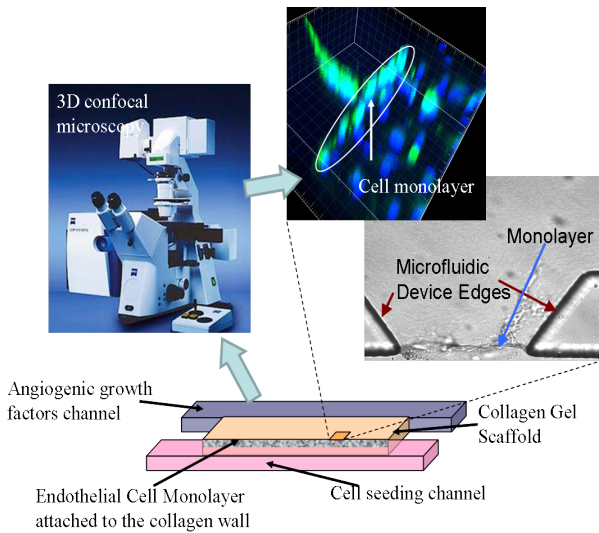 3D confocal
microscopy
Cell monolayer
Monolayer
Microfluidic
Device Edges
Angiogenic growth
factors channel
Collagen Gel
Scaffold
Endothelial Cell Monolayer
attached to the collagen wall
Cell seeding channel